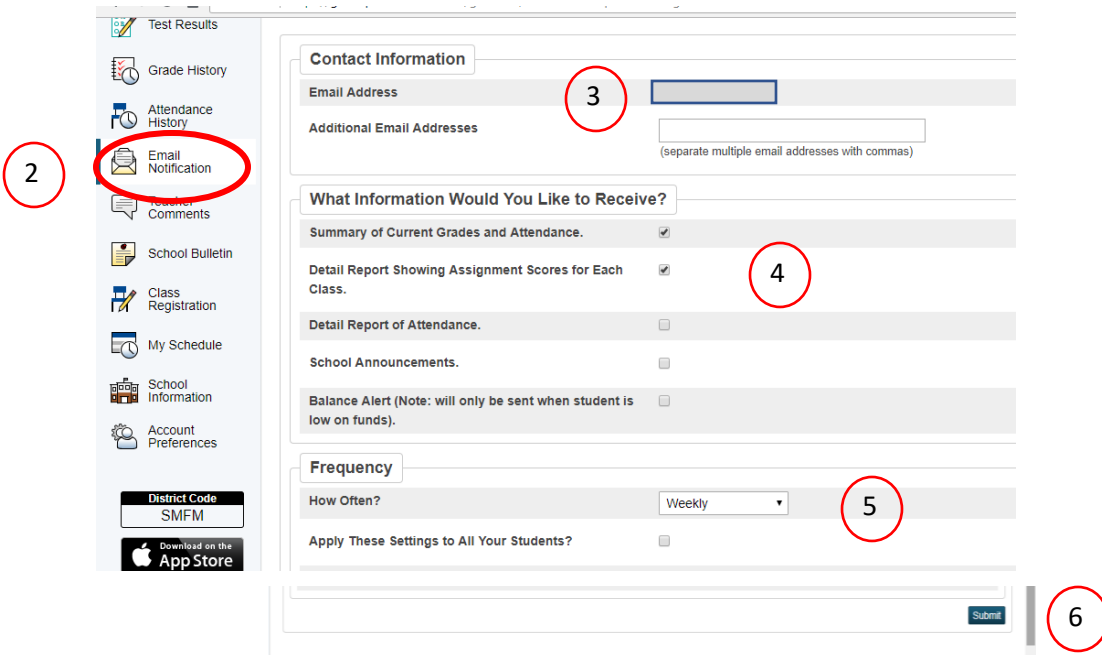 Test Results
Grade History
Attendance
History
2
Email
Notification
Teacher
Comments
School Bulletin
Class
Registration
My Schedule
School
Information
Account
Preferences
District Code
SMFM
Download on the
App Store
Contact Information
Email Address
3
Additional Email Addresses
(separate multiple email addresses with commas)
What Information Would You Like to Receive?
Summary of Current Grades and Attendance.
Detail Report Showing Assignment Scores for Each
Class.
4
Detail Report of Attendance.
School Announcements.
Balance Alert (Note: will only be sent when student is
low on funds).
Frequency
How Often?
Weekly
5
Apply These Settings to All Your Students?
Submit
6